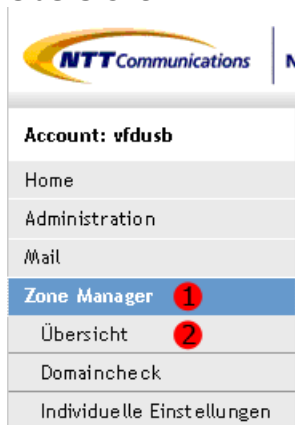 NTT Communications N
Account: vfdusb
Home
Administration
Mail
Zone Manager 1
Übersicht 2
Domaincheck
Individuelle Einstellungen